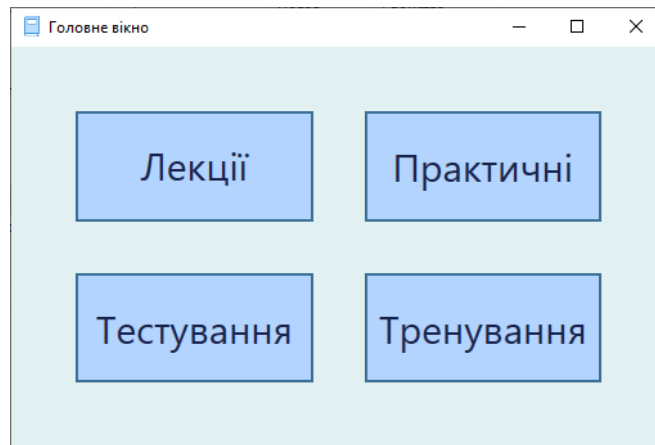 Головне вікно
Лекції
Практичні
Тестування
Тренування